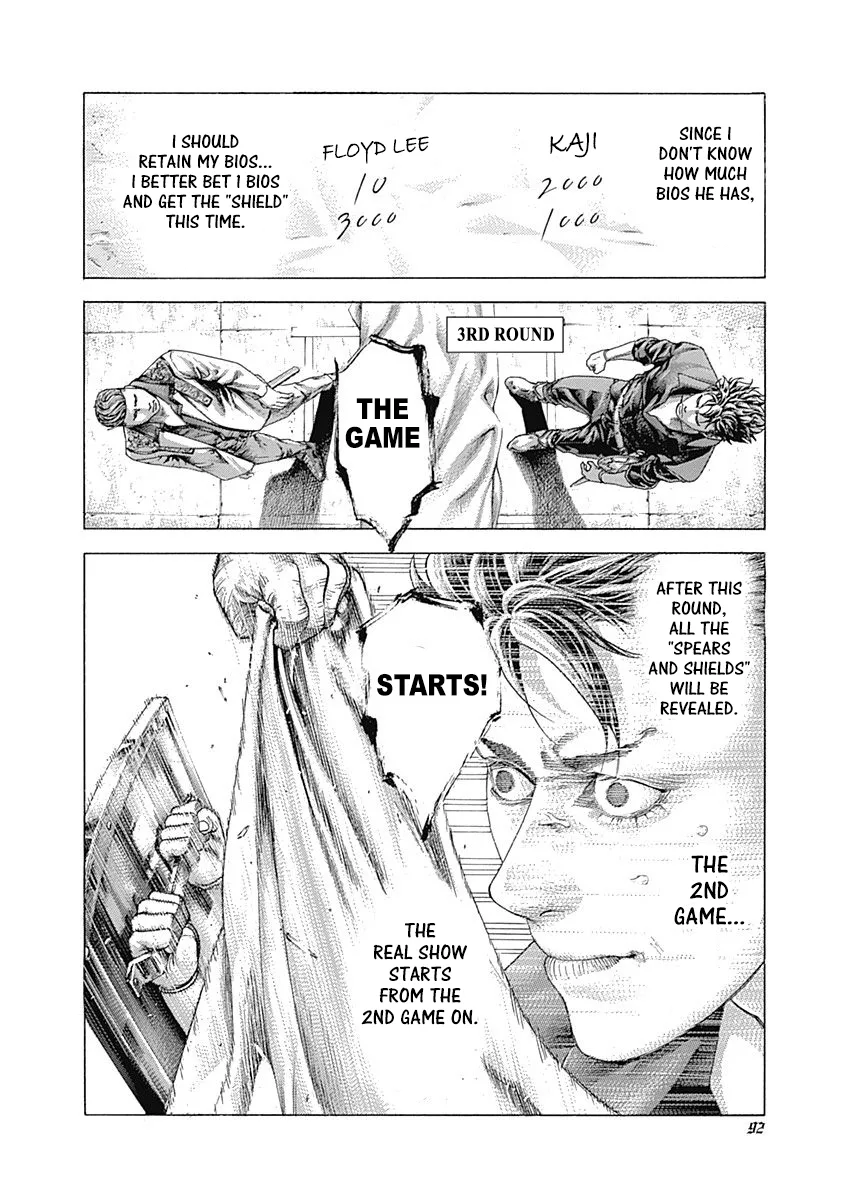 SINCE I
DON'T KNOW
HOW MUCH
BIOS HE HAS,
KAJI
2000
1000
FLOYD LEE
10
3000
I SHOULD
RETAIN MY BIOS...
I BETTER BET 1 BIOS
AND GET THE "SHIELD"
THIS TIME.
3RD ROUND
THE
GAME
STARTS!
AFTER THIS
ROUND,
ALL THE
"SPEARS
AND SHIELDS"
WILL BE
REVEALED.
THE
2ND
GAME...
THE
REAL SHOW
STARTS
FROM THE
2ND GAME ON.
92